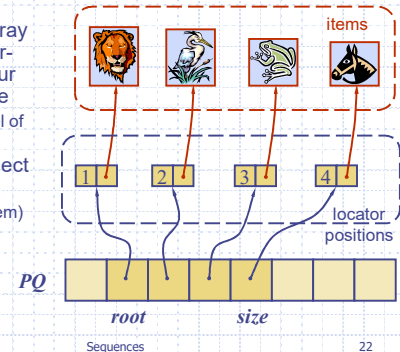 items
ray
r-
ur
e
l of
ect
em)
1 2 3 4
locator
positions
PQ
root size
Sequences 22